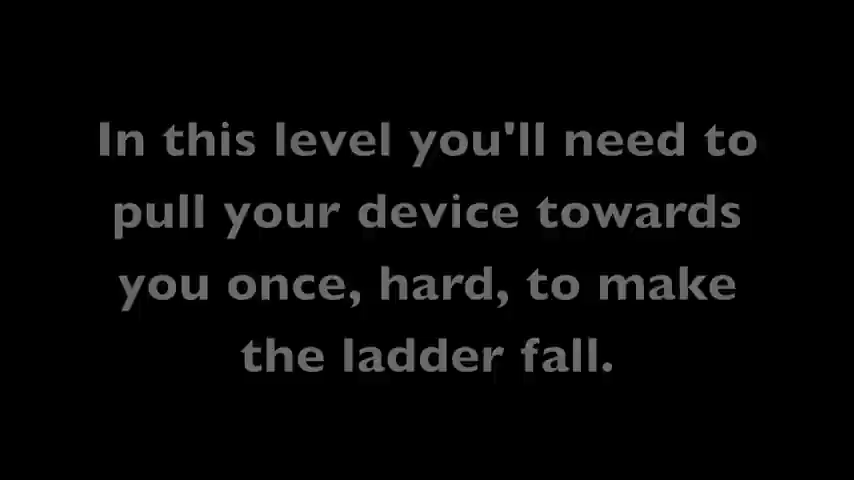 In this level you'll need to
pull your device towards
you once, hard, to make
the ladder fall.